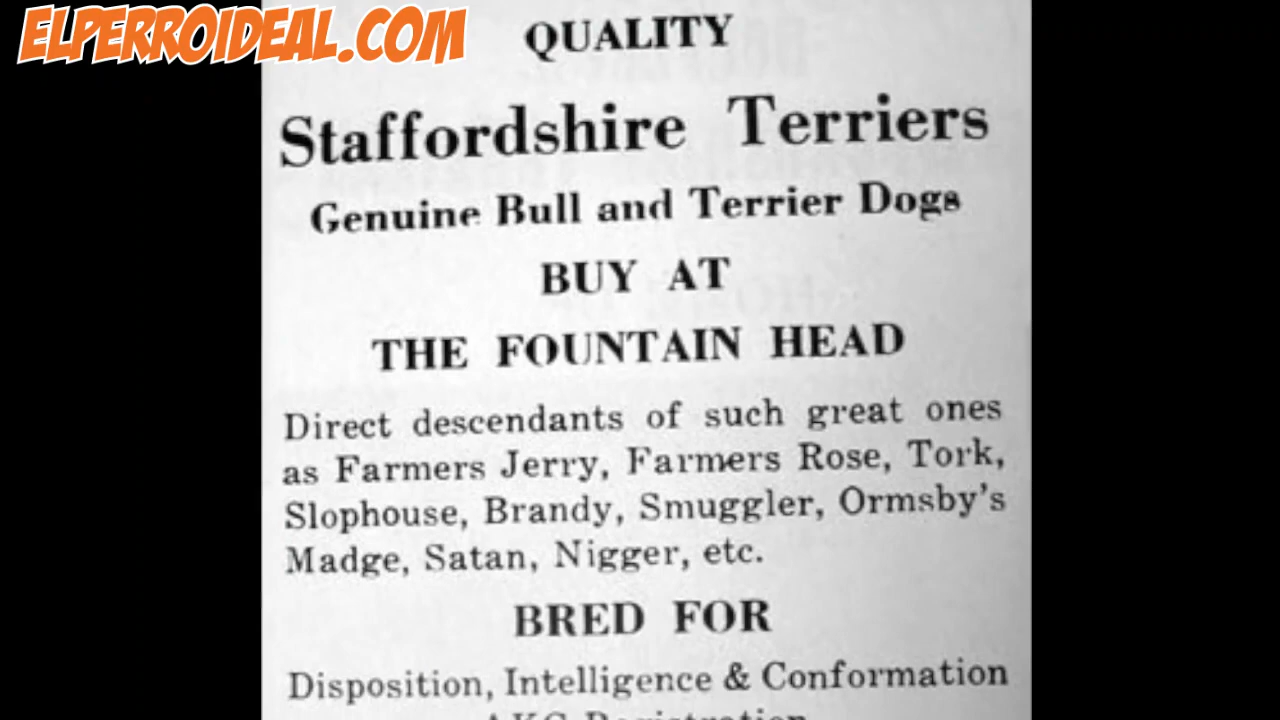 ELPERROIDEAL.COM
QUALITY
Staffordshire Terriers
Genuine Bull and Terrier Dogs
BUY AT
THE FOUNTAIN HEAD
Direct descendants of such great ones
as Farmers Jerry, Farmers Rose, Tork,
Slophouse, Brandy, Smuggler, Ormsby's
Madge, Satan, Nigger, etc.
BRED FOR
Disposition, Intelligence & Conformation
AKC Registration